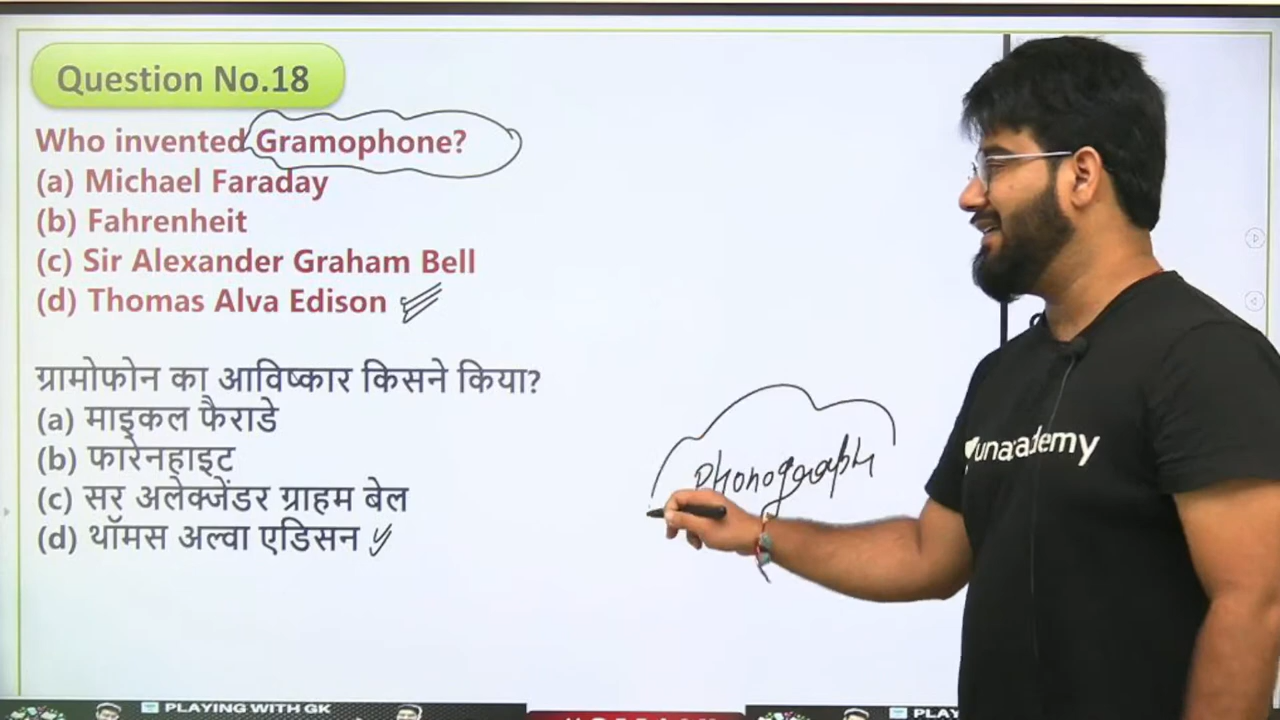 Question No.18
Who invented Gramophone?
(a) Michael Faraday
(b) Fahrenheit
(c) Sir Alexander Graham Bell
(d) Thomas Alva Edison
ग्रामोफोन का आविष्कार किसने किया?
(a) माइकल फैराडे
(b) फारेनहाइट
(c) सर अलेक्जेंडर ग्राहम बेल
(d) थॉमस अल्वा एडिसन
Phonograph
unacademy
PLAYING WITH GK
PLAY